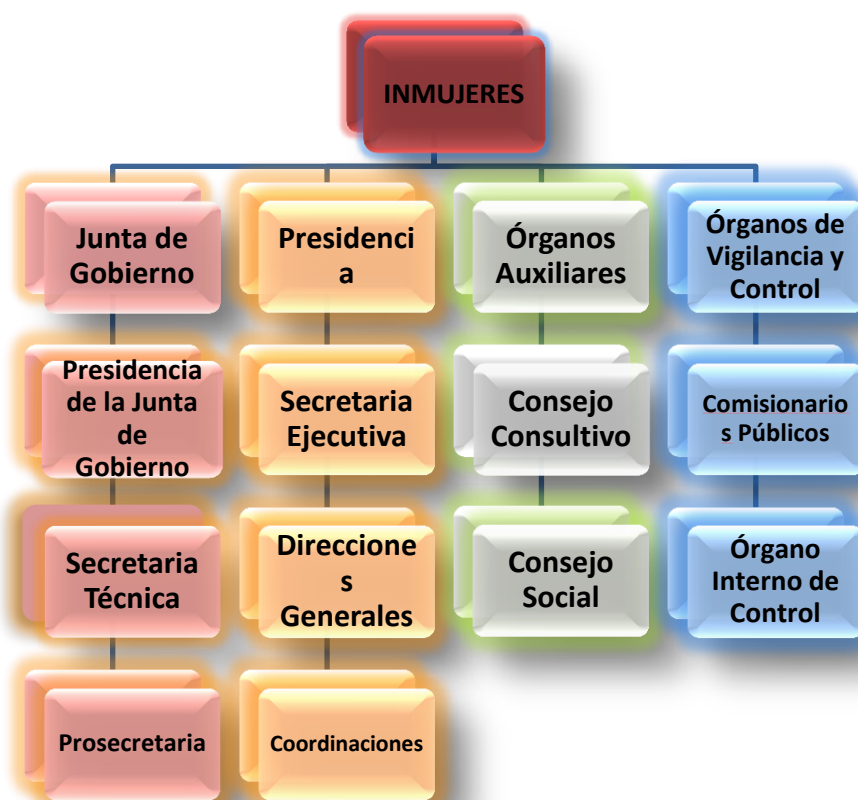 INMUJERES
Junta de
Gobierno
Presidenci
a
Órganos
Auxiliares
Órganos de
Vigilancia y
Control
Presidencia
de la Junta
de
Gobierno
Secretaria
Ejecutiva
Consejo
Consultivo
Comisionario
s Públicos
Secretaria
Técnica
Direccione
s
Generales
Consejo
Social
Órgano
Interno de
Control
Prosecretaria
Coordinaciones